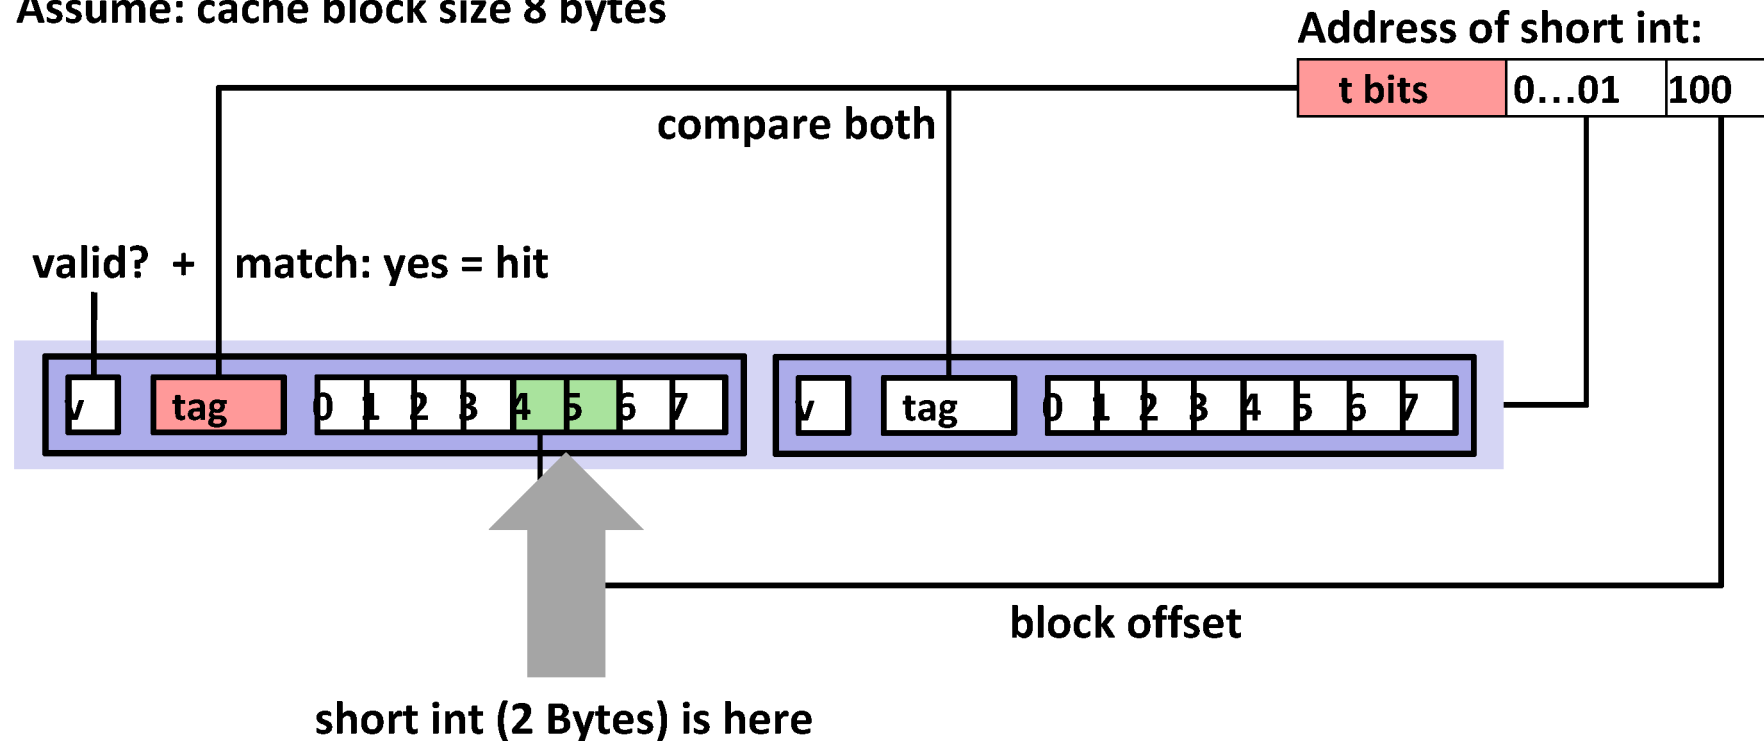 Assume: cache block size 8 bytes
Address of short int:
t bits 0...01 100
compare both
valid? + match: yes = hit
v tag 0 1 2 3 4 5 6 7 v tag 0 1 2 3 4 5 6 7
block offset
short int (2 Bytes) is here